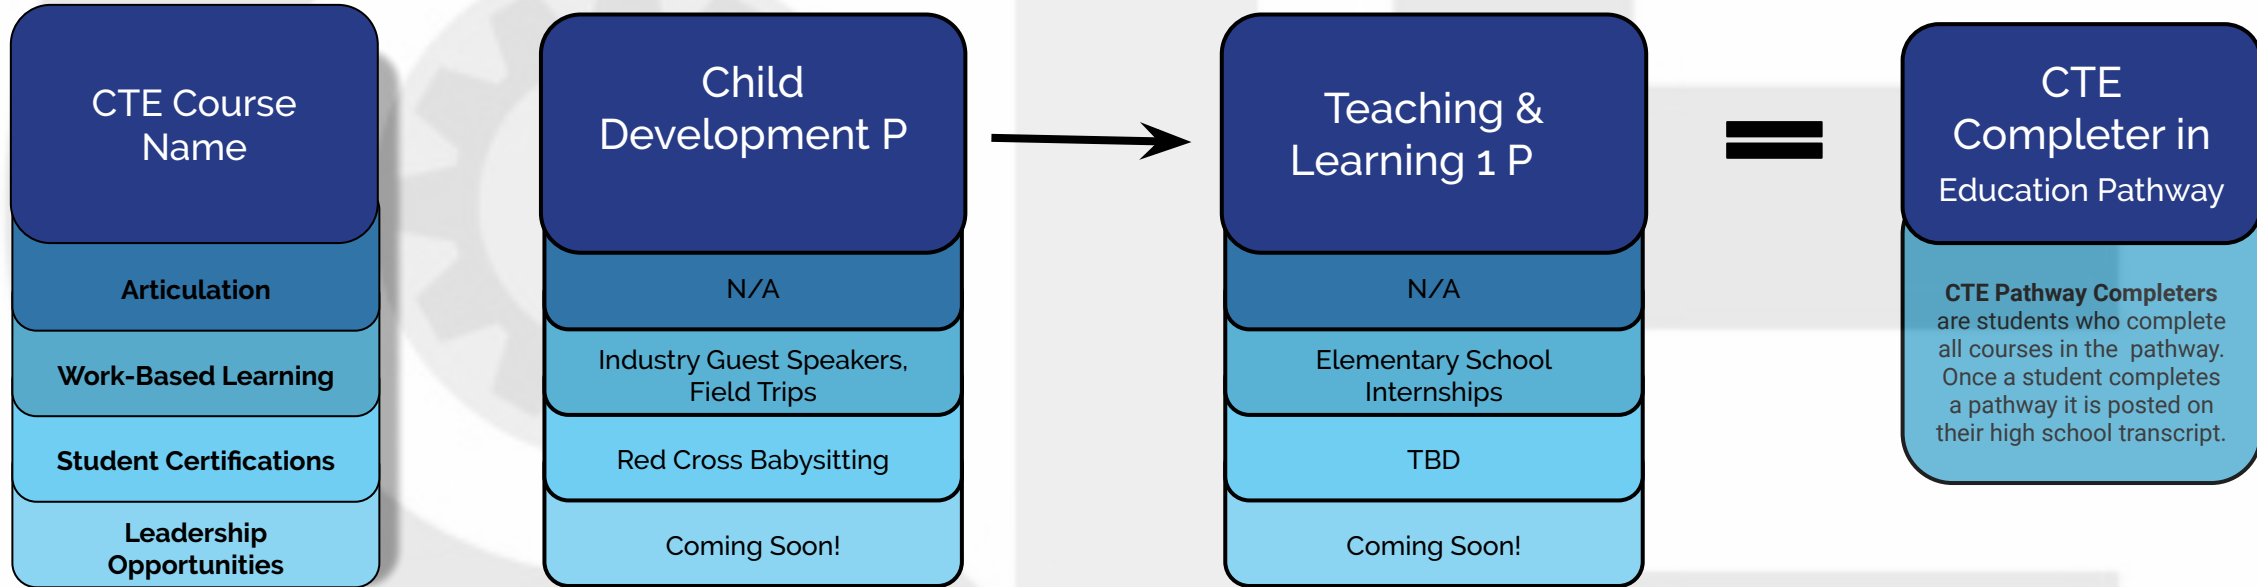 CTE Course
Name
Articulation
Work-Based Learning
Student Certifications
Leadership
Opportunities
Child
Development P
N/A
Industry Guest Speakers,
Field Trips
Red Cross Babysitting
Coming Soon!
Teaching &
Learning 1 P
N/A
Elementary School
Internships
TBD
Coming Soon!
CTE
Completer in
Education Pathway
CTE Pathway Completers
are students who complete
all courses in the pathway.
Once a student completes
a pathway it is posted on
their high school transcript.